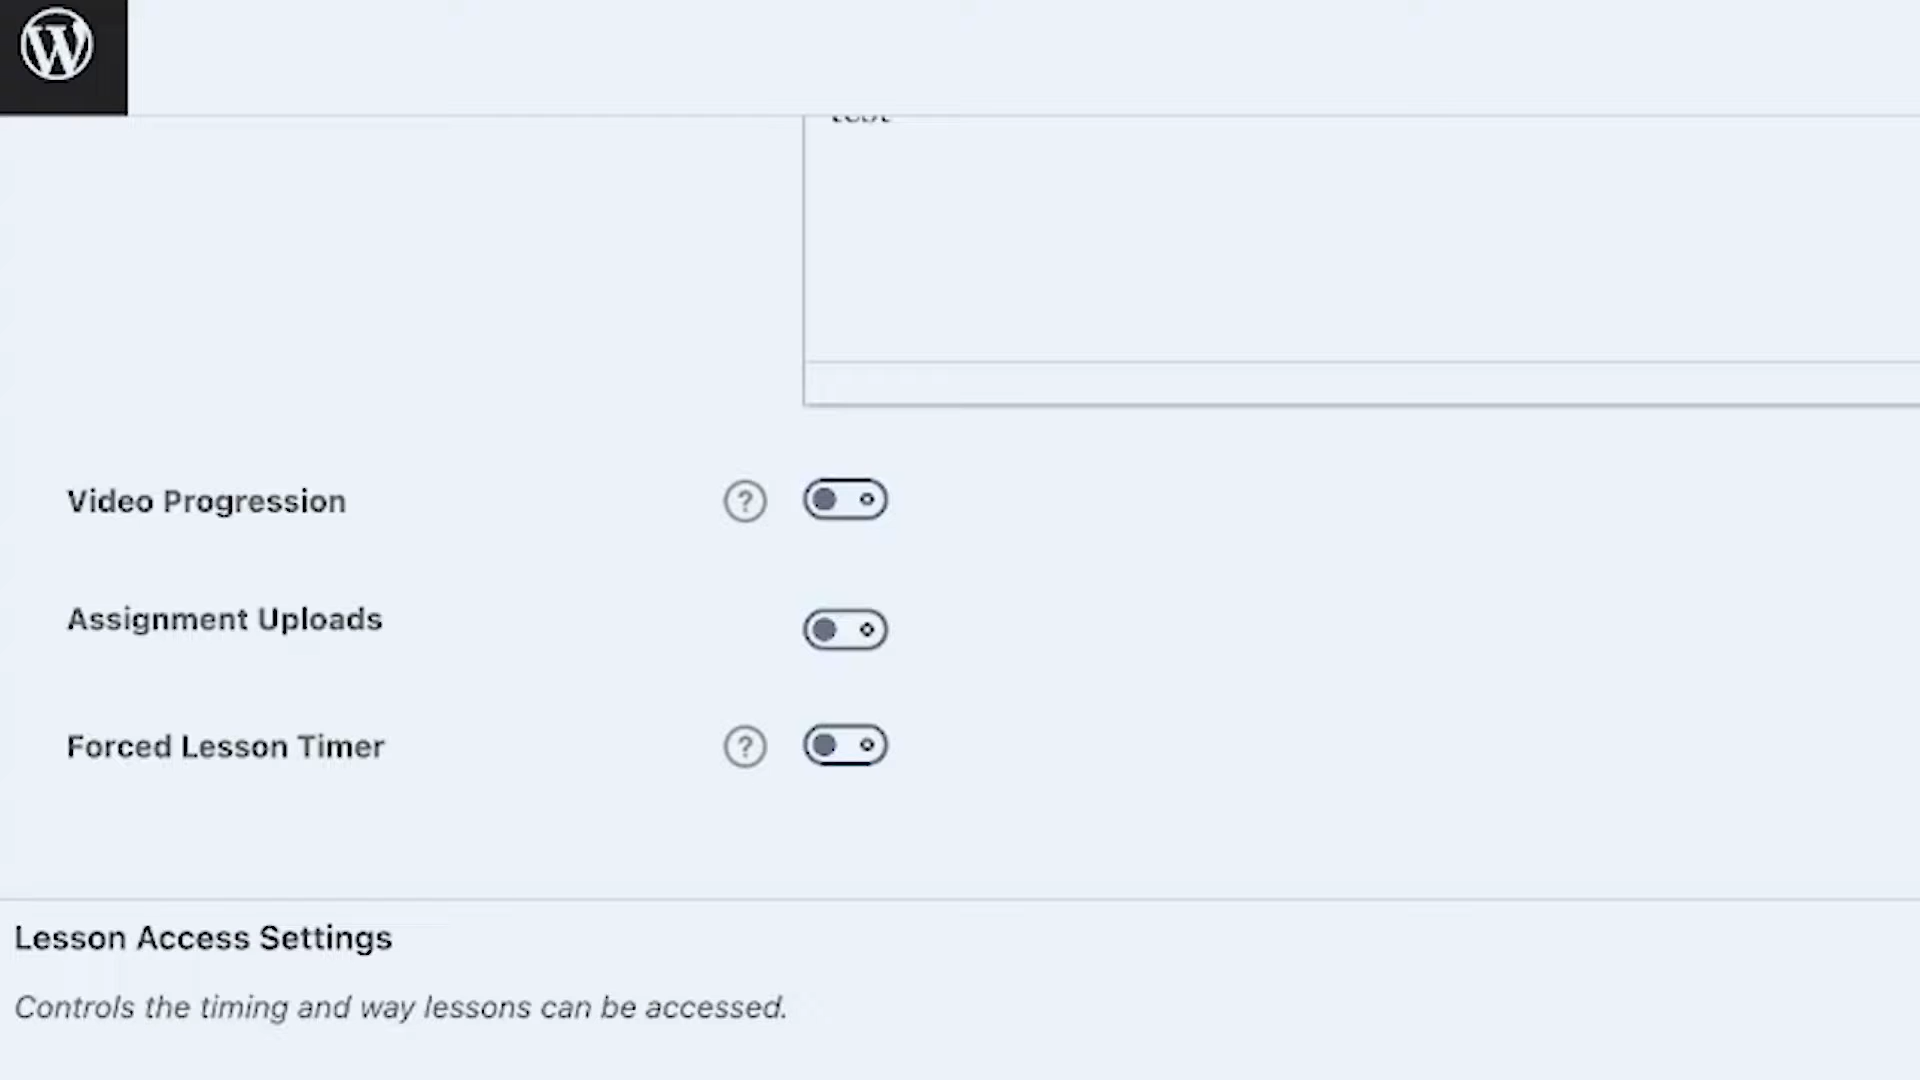 Video Progression
Assignment Uploads
Forced Lesson Timer
Lesson Access Settings
Controls the timing and way lessons can be accessed.